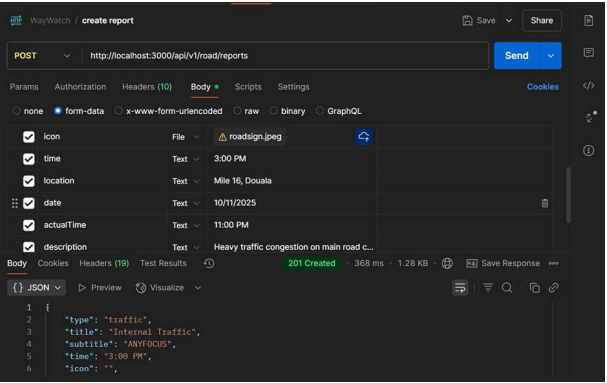 HTTP WayWatch / create report Save Share
POST http://localhost:3000/api/v1/road/reports Send
Params Authorization Headers (10) Body Scripts Settings Cookies
none form-data x-www-form-urlencoded raw binary GraphQL
icon File roadsign.jpeg
time Text 3:00 PM
location Text Mile 16, Douala
date Text 10/11/2025
actualTime Text 11:00 PM
description Text Heavy traffic congestion on main road c...
Body Cookies Headers (19) Test Results 201 Created 368 ms 1.28 KB Save Response
{} JSON Preview Visualize
1 {
2 "type": "traffic",
3 "title": "Internal Traffic",
4 "subtitle": "ANYFOCUS",
5 "time": "3:00 PM",
6 "icon": "",